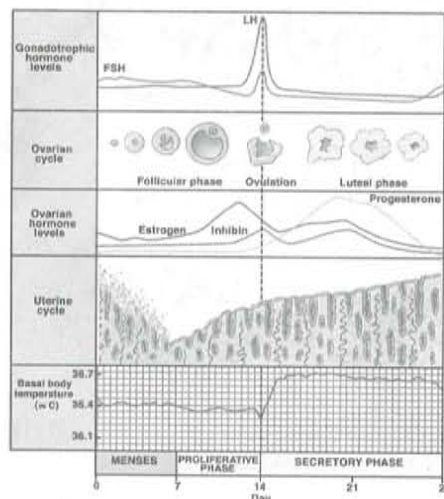 Gonadotrophic
hormone
levels
LH
FSH
Ovarian
cycle
Follicular phase
Ovulation
Luteal phase
Ovarian
hormone
levels
Progesterone
Estrogen
Inhibin
Uterine
cycle
Basal body
temperature
(in C)
36.7
36.4
36.1
MENSES
PROLIFERATIVE
PHASE
SECRETORY PHASE
0
7
14
21
Day